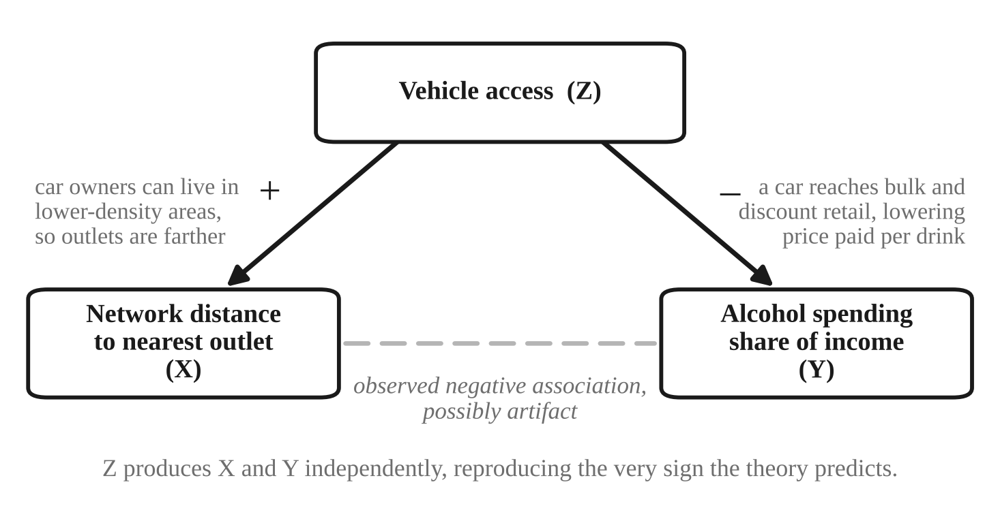 Vehicle access (Z)
car owners can live in
lower-density areas,
so outlets are farther
+
−
a car reaches bulk and
discount retail, lowering
price paid per drink
Network distance
to nearest outlet
(X)
Alcohol spending
share of income
(Y)
observed negative association,
possibly artifact
Z produces X and Y independently, reproducing the very sign the theory predicts.